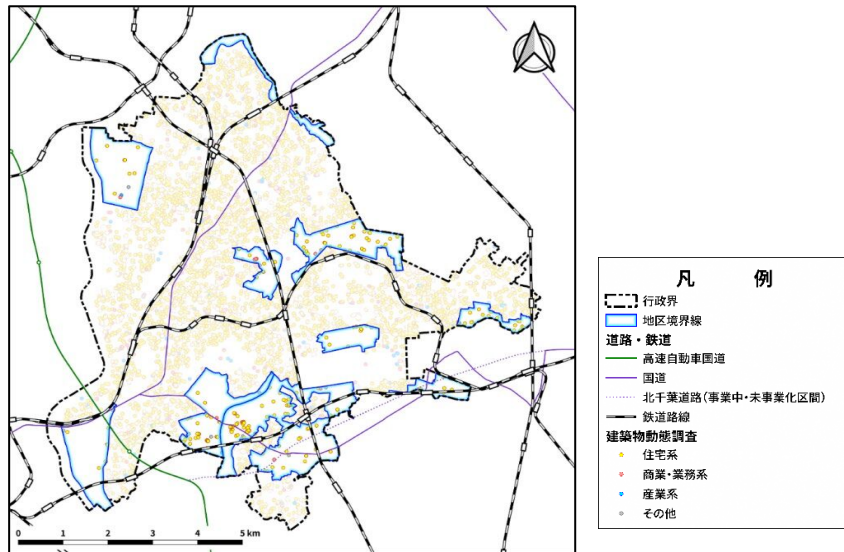 凡 例
行政界
地区境界線
道路・鉄道
高速自動車国道
国道
北千葉道路(事業中・未事業化区間)
鉄道路線
建築物動態調査
住宅系
商業・業務系
産業系
その他
0 1 2 3 4 5 km